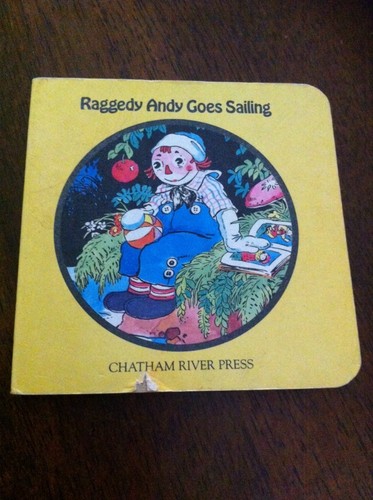 Raggedy Andy Goes Sailing
CHATHAM RIVER PRESS